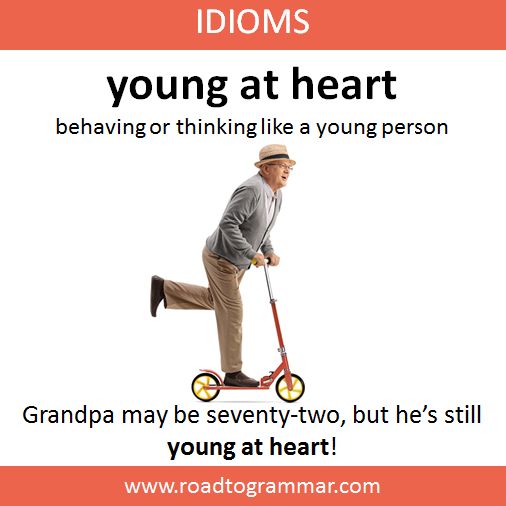 IDIOMS
young at heart
behaving or thinking like a young person
Grandpa may be seventy-two, but he’s still
young at heart!
www.roadtogrammar.com